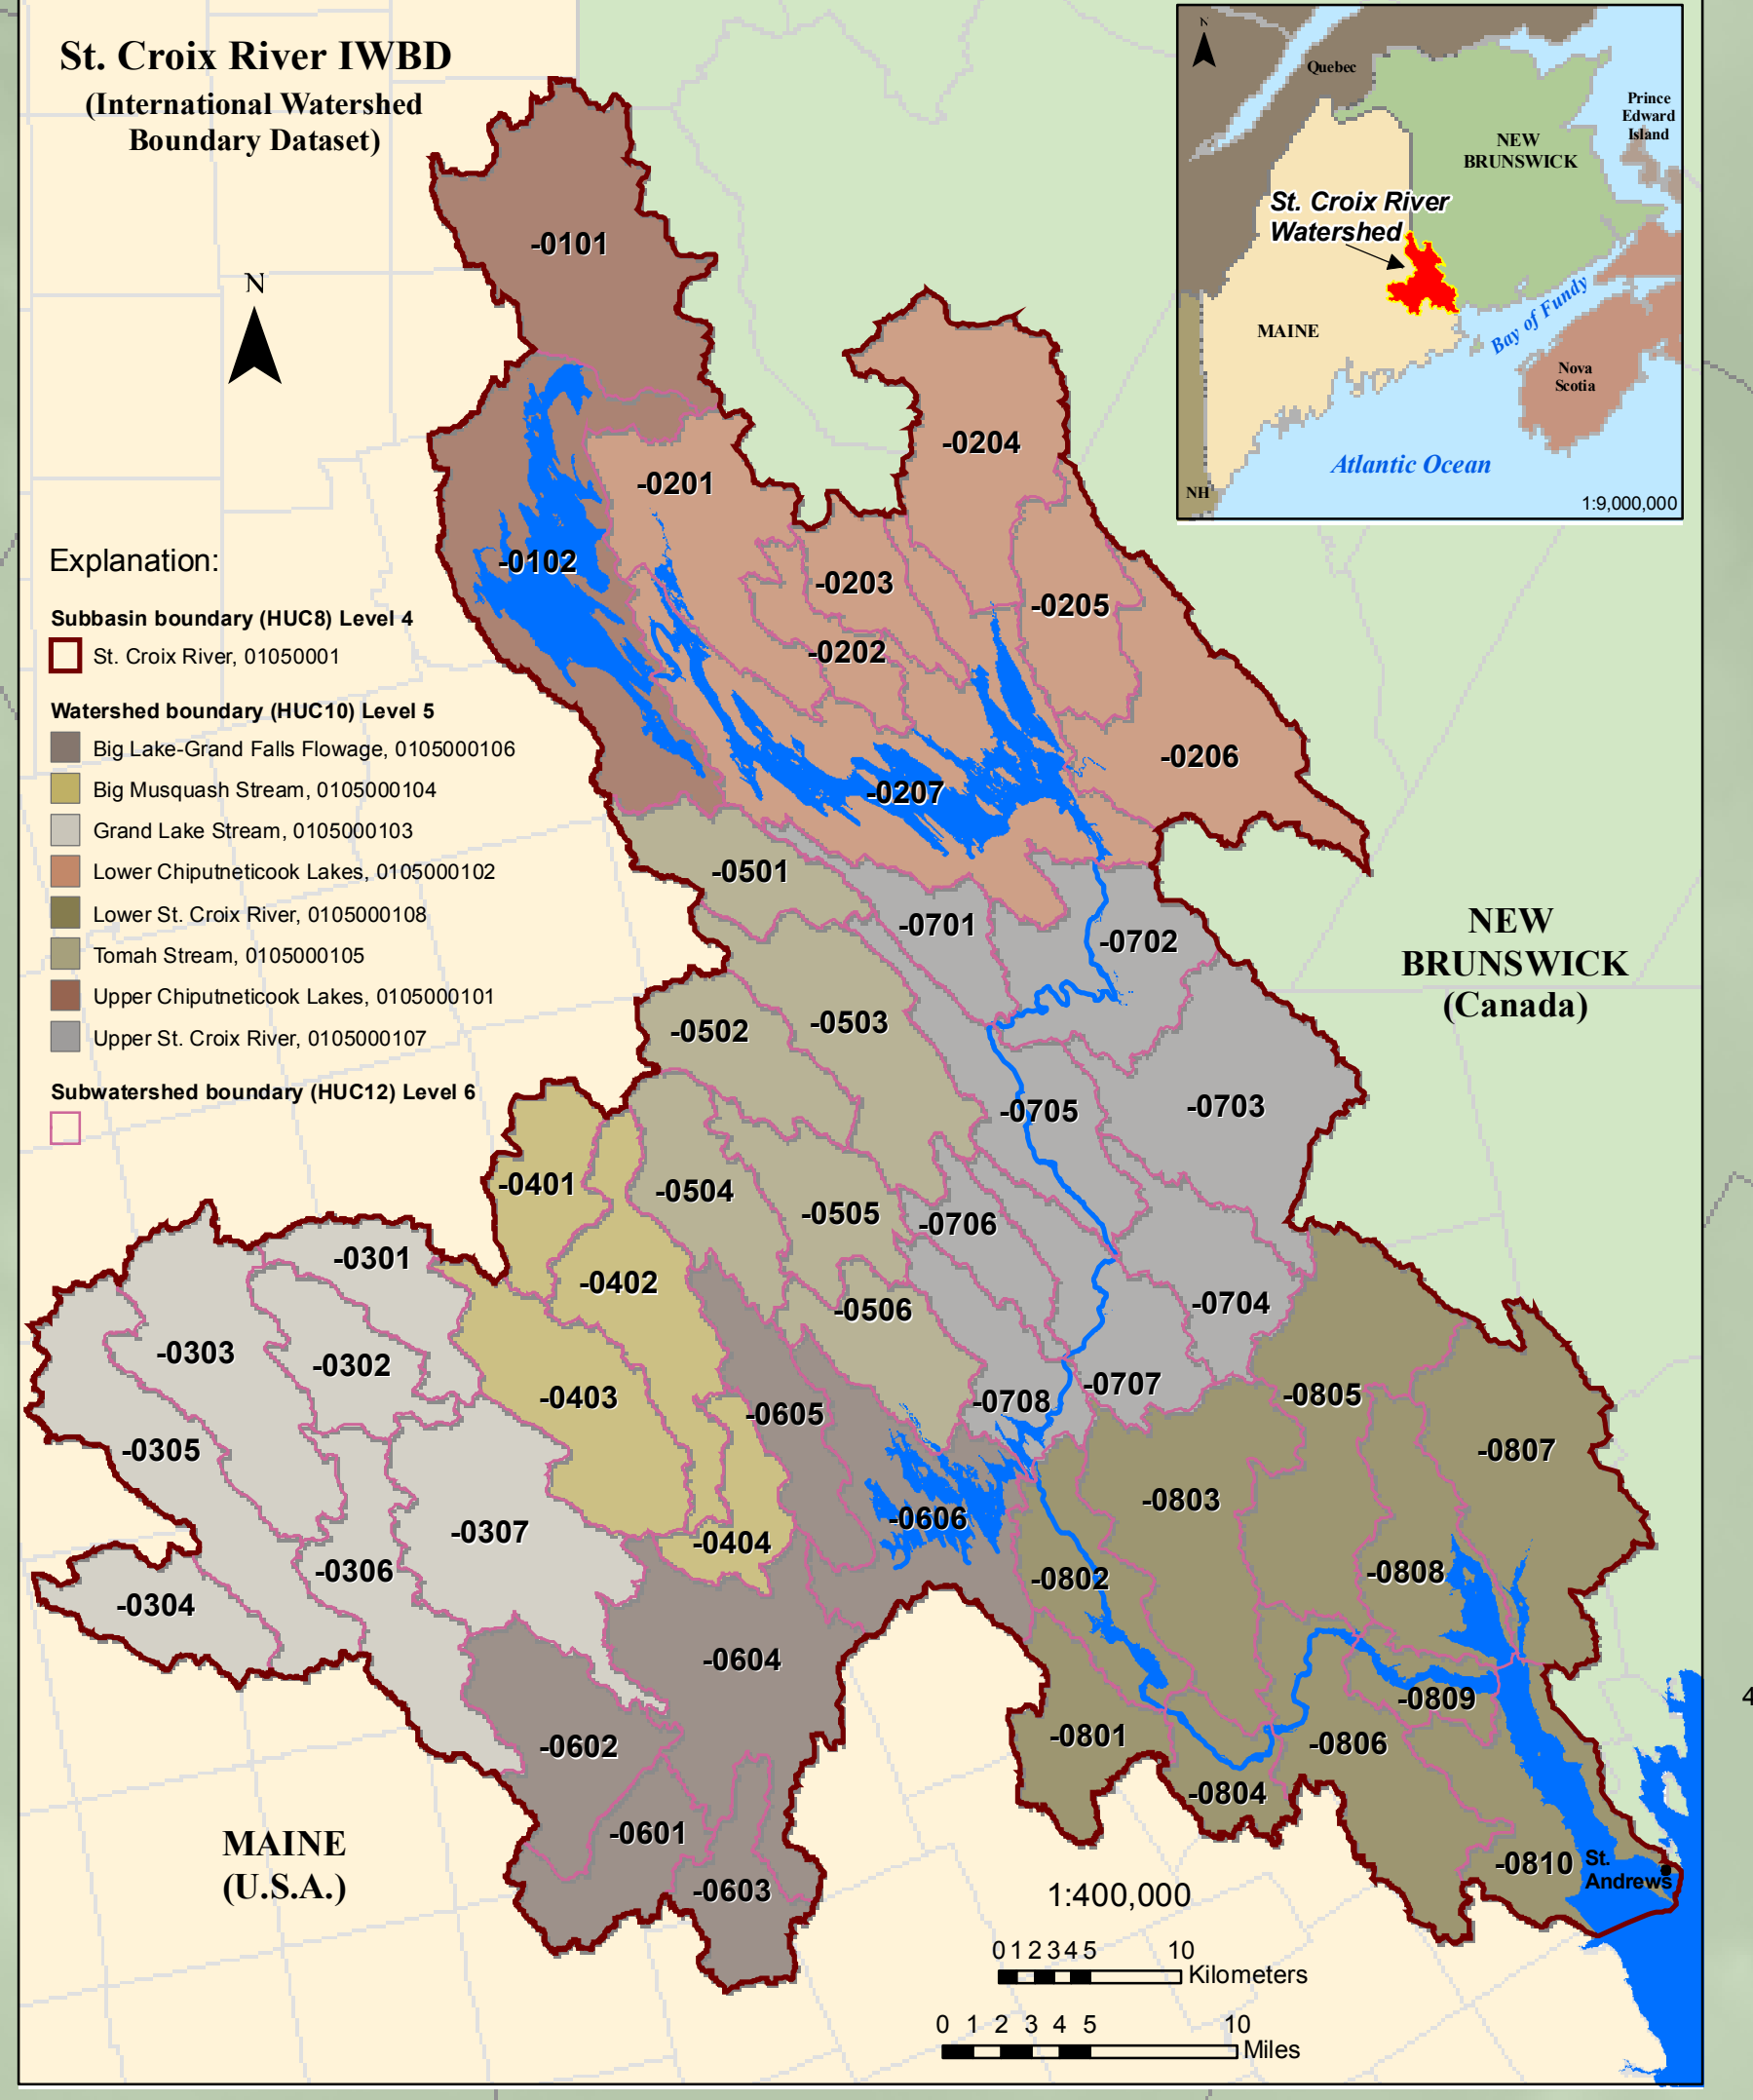 St. Croix River IWBD
(International Watershed
Boundary Dataset)
N
N
Quebec
Prince
Edward
Island
NEW
BRUNSWICK
St. Croix River
Watershed
MAINE
Bay of Fundy
Nova
Scotia
Atlantic Ocean
NH
1:9,000,000
Explanation:
Subbasin boundary (HUC8) Level 4
St. Croix River, 01050001
Watershed boundary (HUC10) Level 5
Big Lake-Grand Falls Flowage, 0105000106
Big Musquash Stream, 0105000104
Grand Lake Stream, 0105000103
Lower Chiputneticook Lakes, 0105000102
Lower St. Croix River, 0105000108
Tomah Stream, 0105000105
Upper Chiputneticook Lakes, 0105000101
Upper St. Croix River, 0105000107
Subwatershed boundary (HUC12) Level 6
-0101
-0204
-0201
-0102
-0203
-0205
-0202
-0206
-0207
-0501
-0701
-0702
NEW
BRUNSWICK
(Canada)
-0502
-0503
-0705
-0703
-0401
-0504
-0505
-0706
-0301
-0402
-0506
-0704
-0303
-0302
-0403
-0605
-0708
-0707
-0805
-0305
-0807
-0307
-0404
-0606
-0803
-0306
-0802
-0808
-0304
-0604
-0602
-0801
-0809
-0806
-0804
-0601
-0603
-0810
St.
Andrews
4
MAINE
(U.S.A.)
1:400,000
0 1 2 3 4 5 10
Kilometers
0 1 2 3 4 5 10
Miles